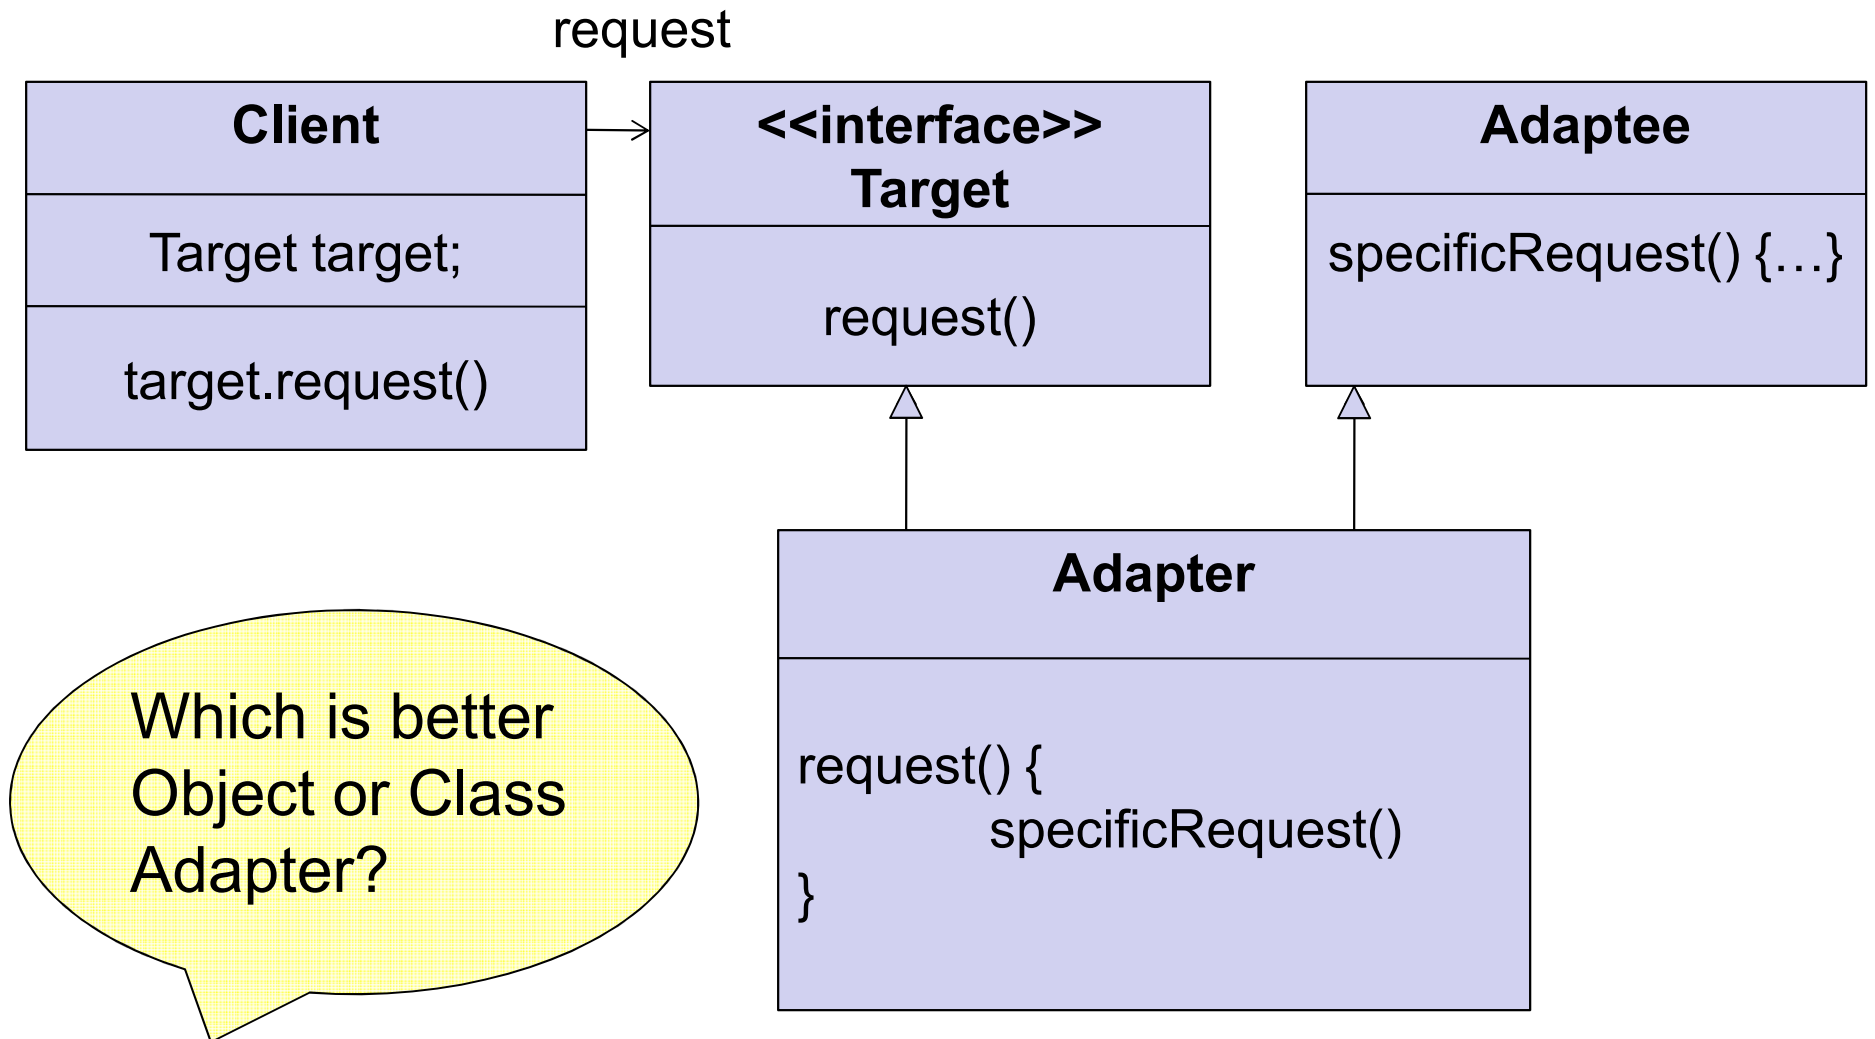 request
Client
Target target;
target.request()
<<interface>>
Target
request()
Adaptee
specificRequest() {…}
Adapter
request() {
specificRequest()
}
Which is better
Object or Class
Adapter?